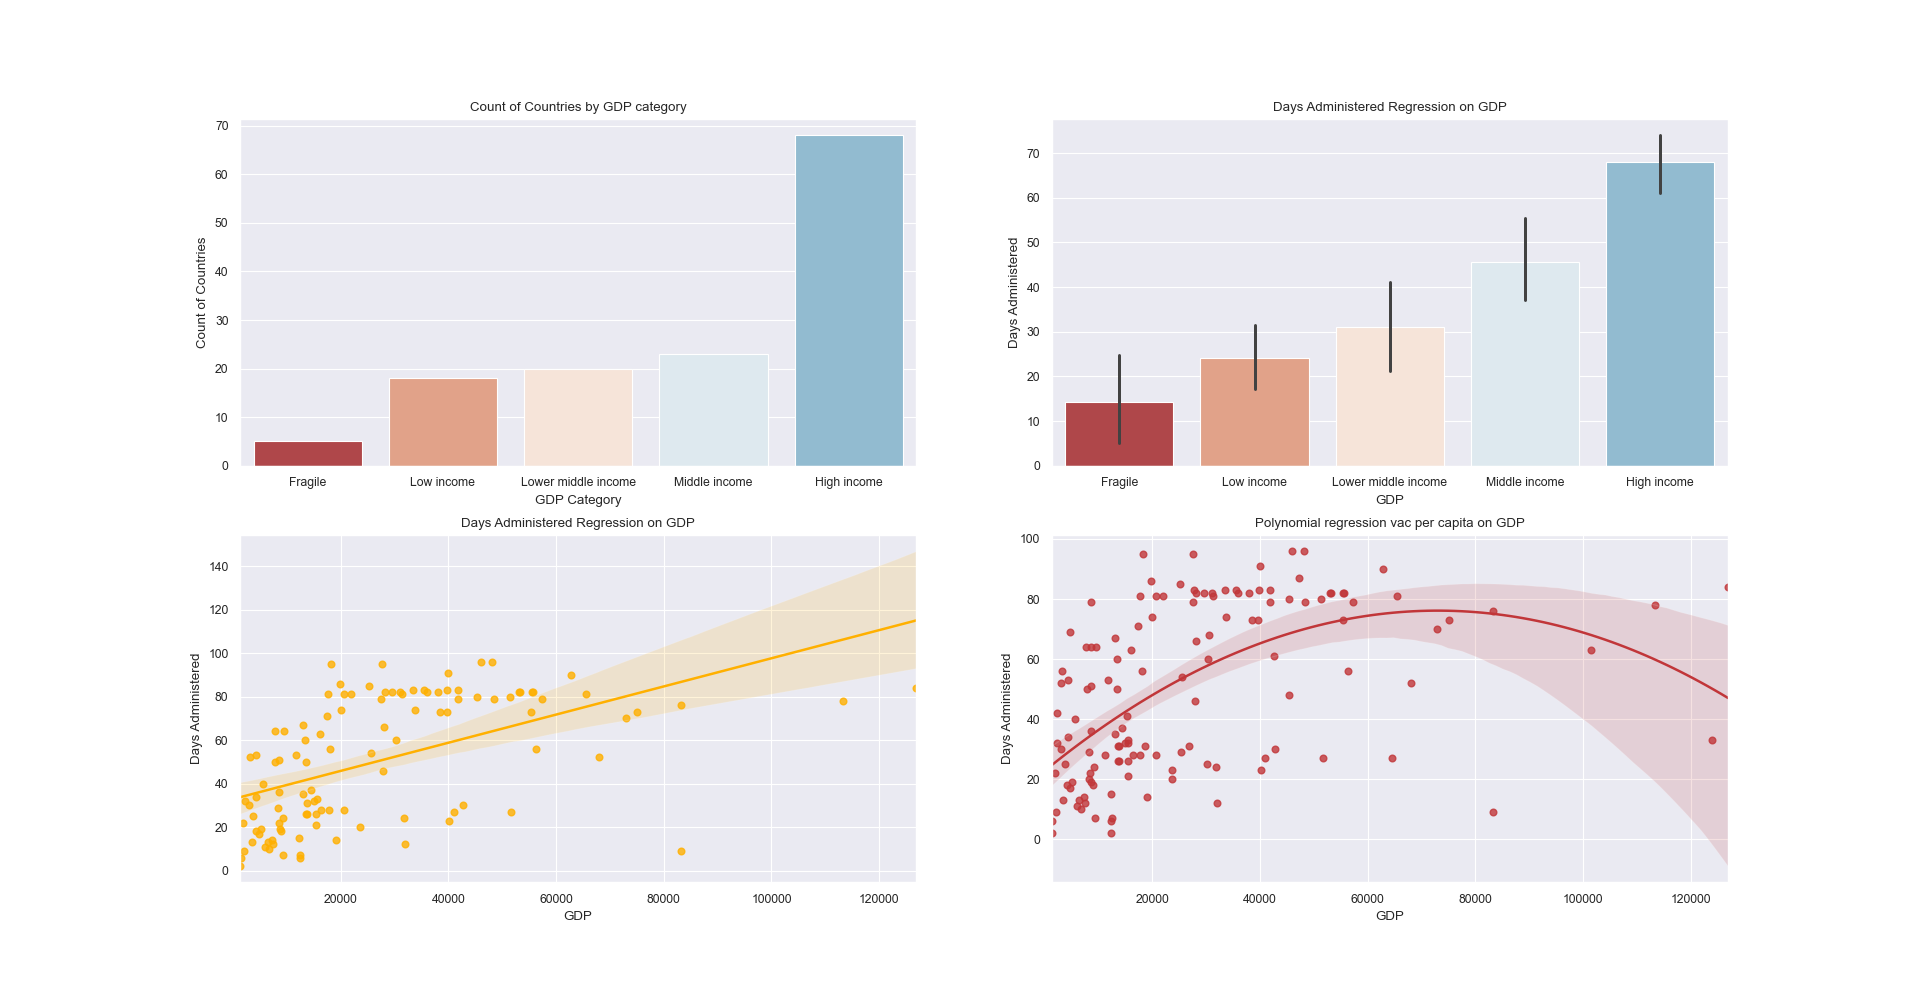 Count of Countries by GDP category
70
60
50
40
30
20
10
0
Count of Countries
Fragile Low income Lower middle income Middle income High income
GDP Category
Days Administered Regression on GDP
70
60
50
40
30
20
10
0
Days Administered
Fragile Low income Lower middle income Middle income High income
GDP
Days Administered Regression on GDP
140
120
100
80
60
40
20
0
Days Administered
20000 40000 60000 80000 100000 120000
GDP
Polynomial regression vac per capita on GDP
100
80
60
40
20
0
Days Administered
20000 40000 60000 80000 100000 120000
GDP